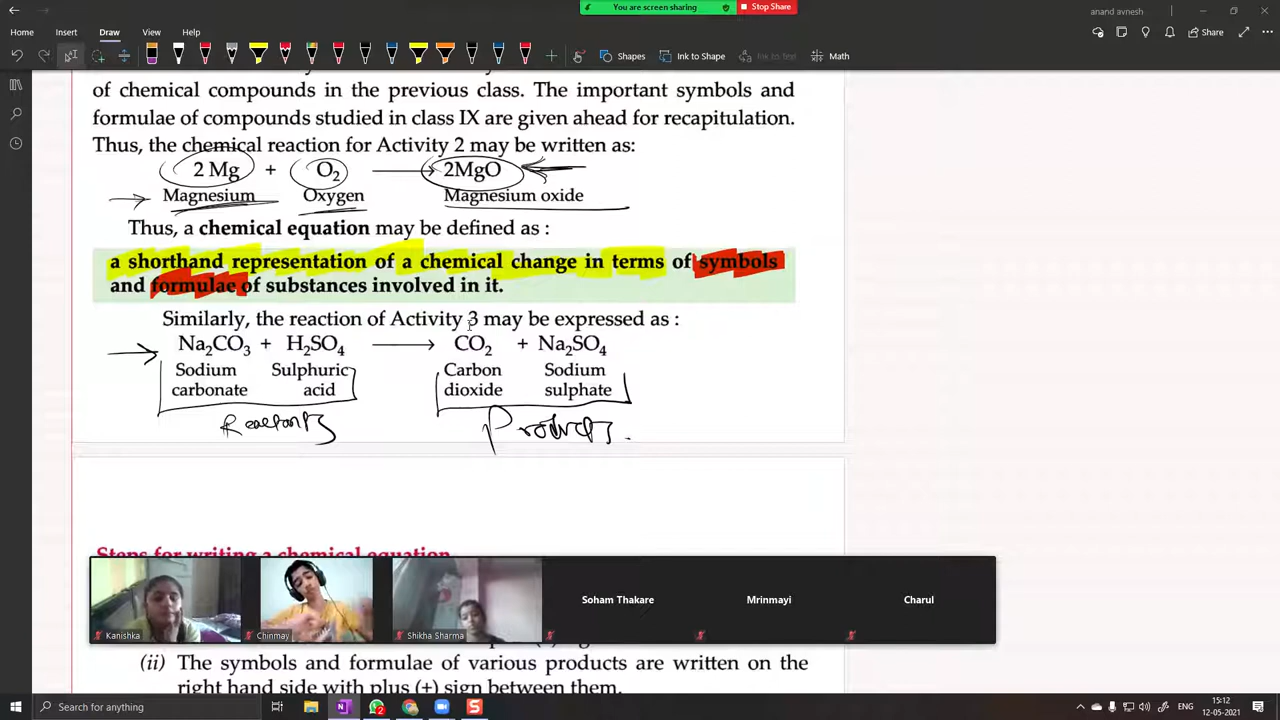 You are screen sharing
Stop Share
anand avnesh
Home Insert Draw View Help
Share
Shapes Ink to Shape Ink to text Math
of chemical compounds in the previous class. The important symbols and
formulae of compounds studied in class IX are given ahead for recapitulation.
Thus, the chemical reaction for Activity 2 may be written as:
2 Mg + O₂ ⟶ 2MgO
Magnesium Oxygen Magnesium oxide
Thus, a chemical equation may be defined as :
a shorthand representation of a chemical change in terms of symbols
and formulae of substances involved in it.
Similarly, the reaction of Activity 3 may be expressed as :
Na₂CO₃ + H₂SO₄ ⟶ CO₂ + Na₂SO₄
Sodium Sulphuric Carbon Sodium
carbonate acid dioxide sulphate
Reactants Products.
Steps for writing a chemical equation
Soham Thakare Mrinmayi Charul
Kanishka Chinmay Shikha Sharma
(ii) The symbols and formulae of various products are written on the
right hand side with plus (+) sign between them.
Search for anything
15:12
12-05-2021